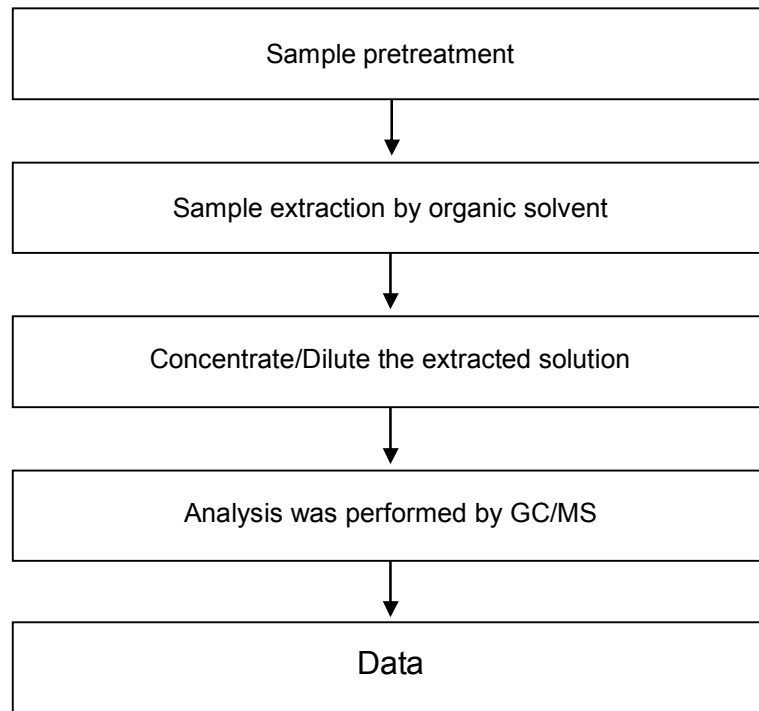 Sample pretreatment
Sample extraction by organic solvent
Concentrate/Dilute the extracted solution
Analysis was performed by GC/MS
Data